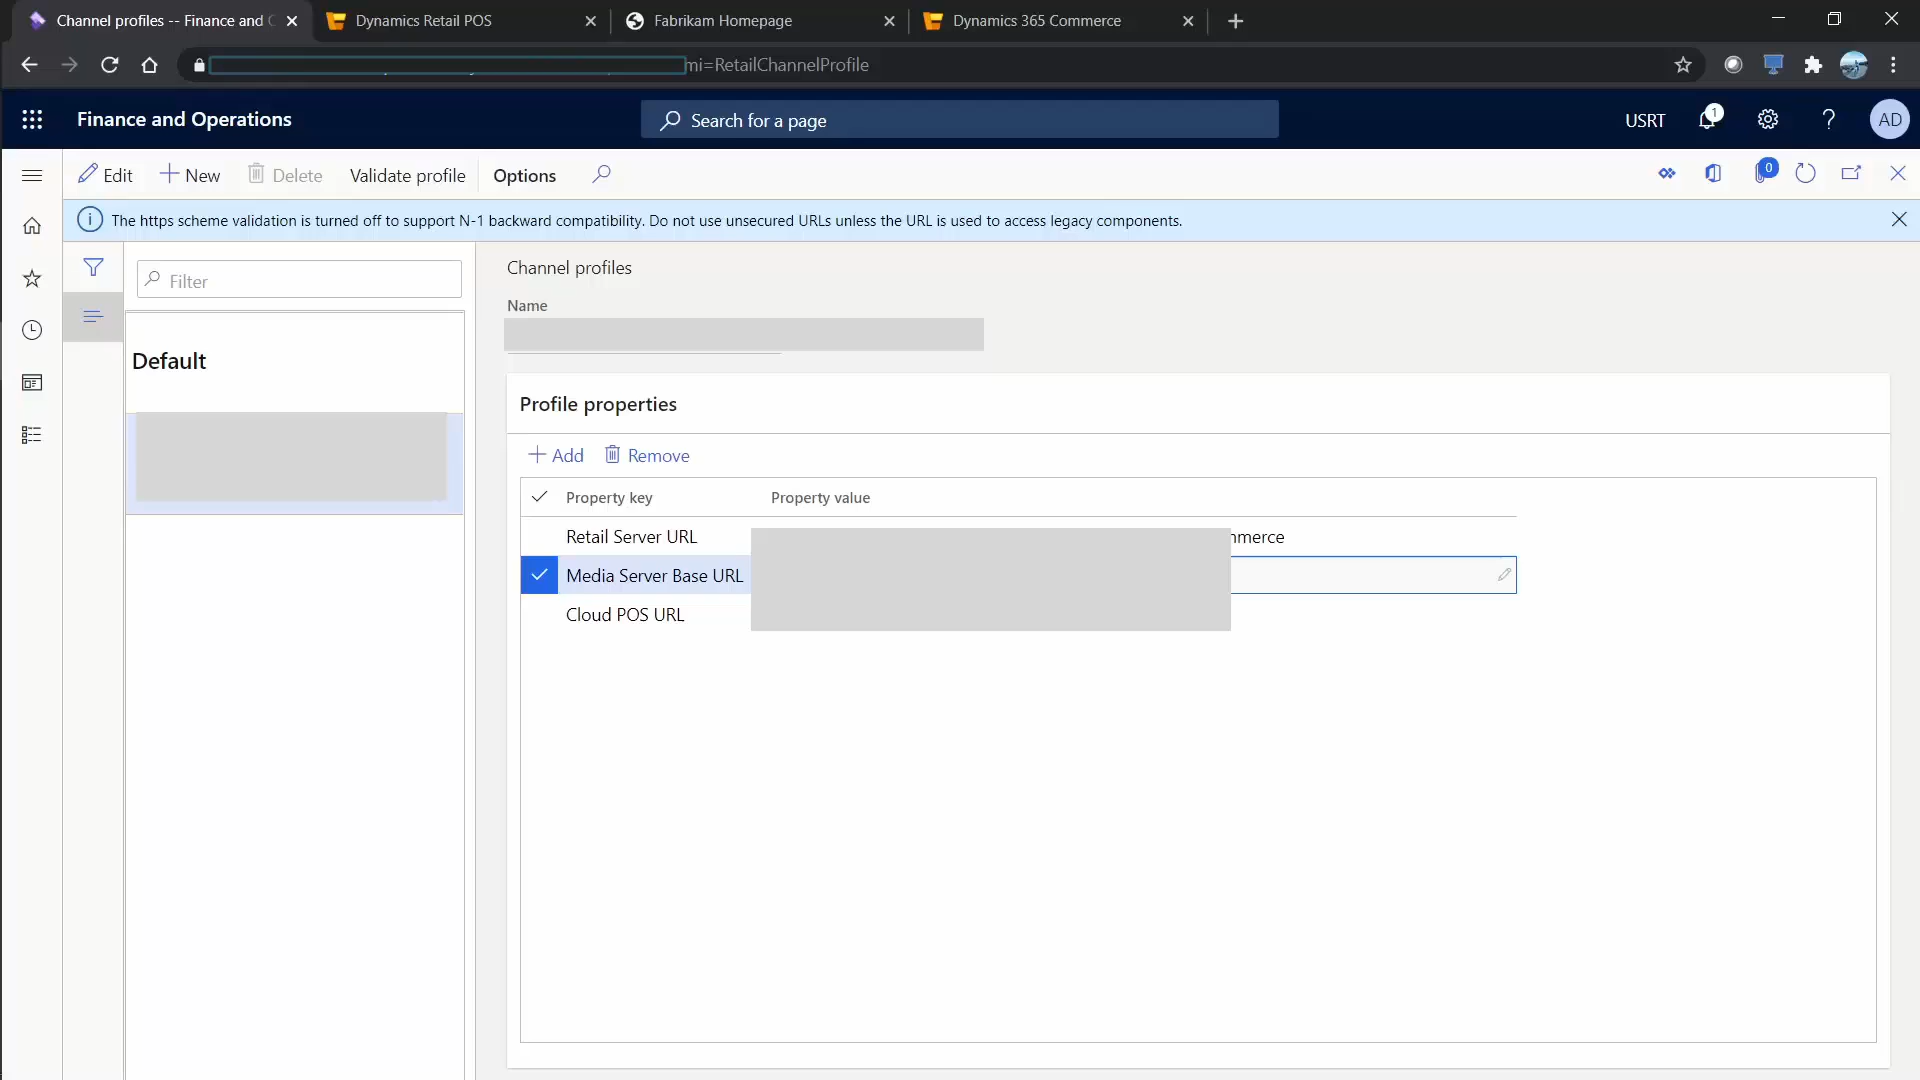 Channel profiles -- Finance and
Dynamics Retail POS
Fabrikam Homepage
Dynamics 365 Commerce
mi=RetailChannelProfile
Finance and Operations
Search for a page
USRT
1
?
AD
Edit
New
Delete
Validate profile
Options
0
The https scheme validation is turned off to support N-1 backward compatibility. Do not use unsecured URLs unless the URL is used to access legacy components.
Filter
Default
Channel profiles
Name
Profile properties
Add
Remove
Property key
Property value
Retail Server URL
mmerce
Media Server Base URL
Cloud POS URL